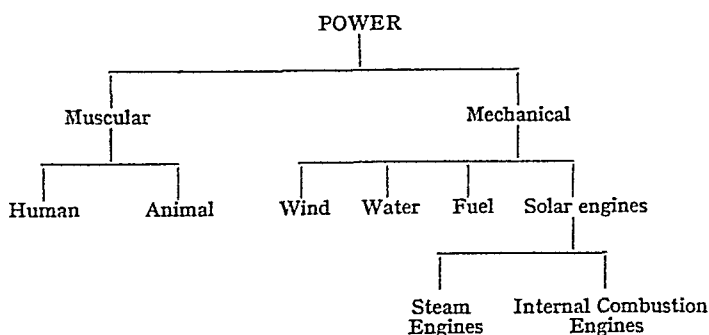 POWER
Muscular Mechanical
Human Animal Wind Water Fuel Solar engines
Steam Engines
Internal Combustion Engines